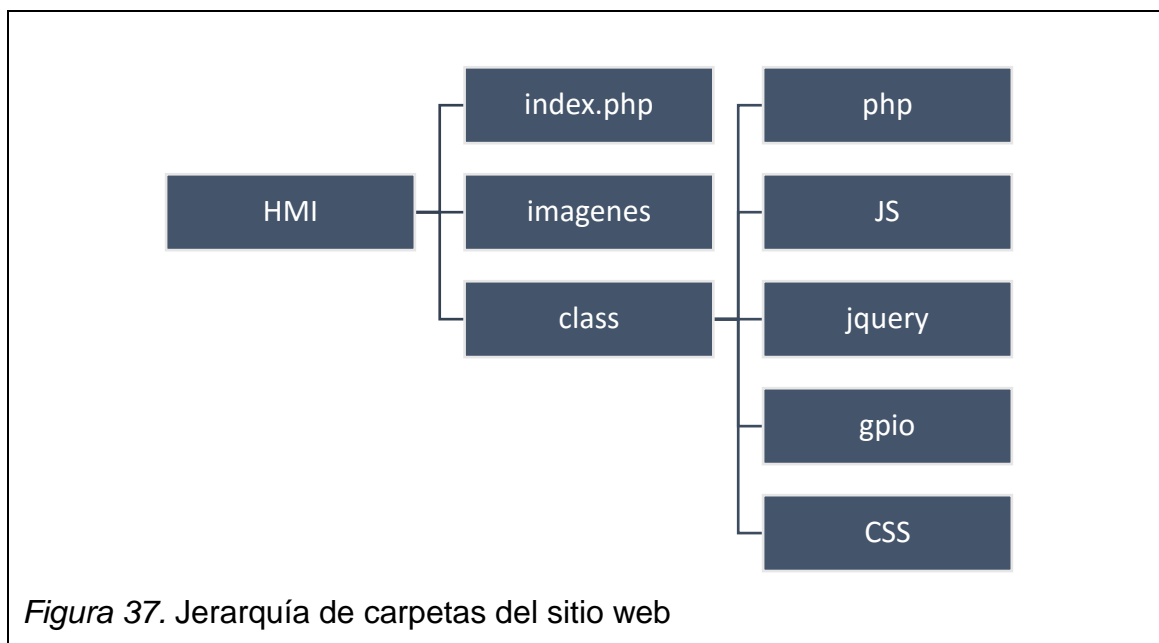 HMI
index.php
imagenes
class
php
JS
jquery
gpio
CSS
Figura 37. Jerarquía de carpetas del sitio web